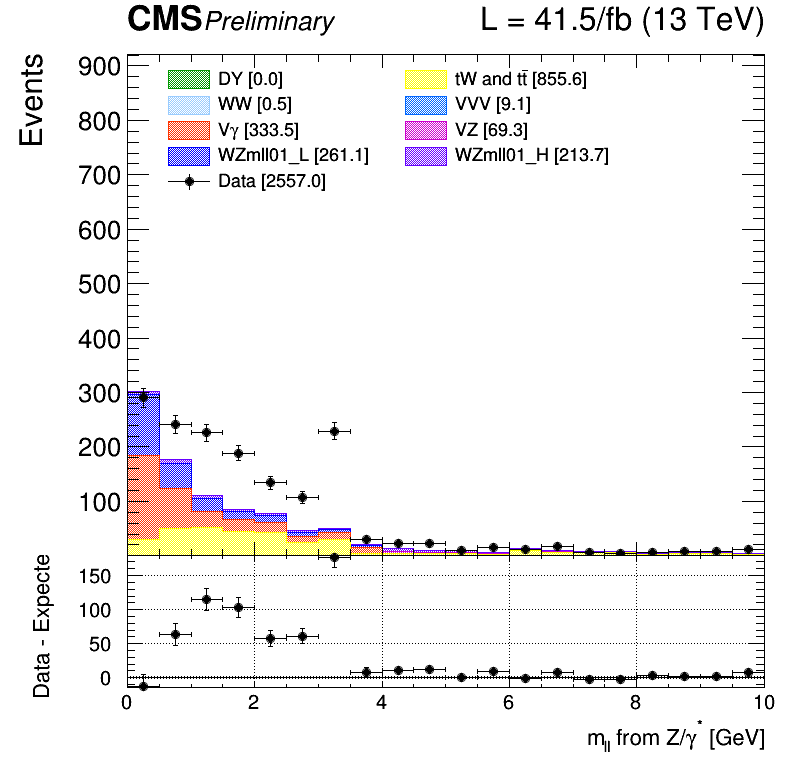 CMS Preliminary L = 41.5/fb (13 TeV)
Events
900
800
700
600
500
400
300
200
100
DY [0.0]
tW and tt̄ [855.6]
WW [0.5]
VVV [9.1]
Vγ [333.5]
VZ [69.3]
WZmll01_L [261.1]
WZmll01_H [213.7]
Data [2557.0]
Data - Expecte
150
100
50
0
0 2 4 6 8 10
m_ll from Z/γ* [GeV]